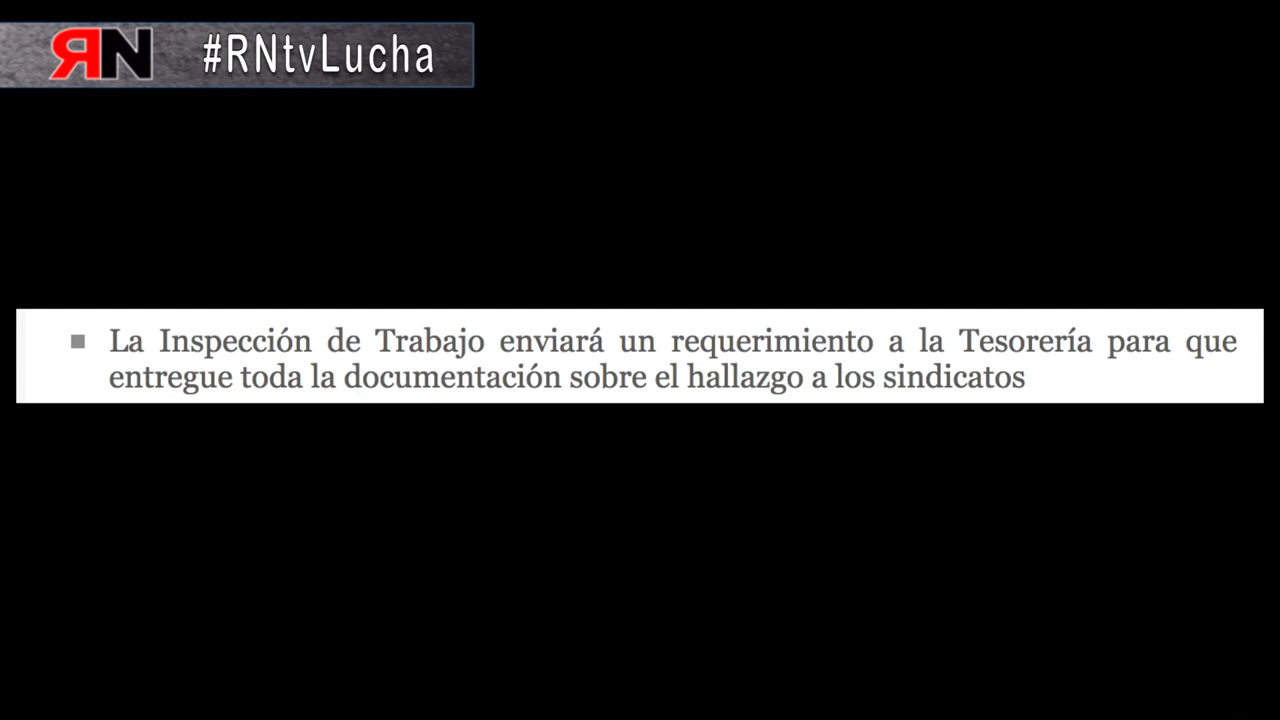 ЯN #RNtvLucha
La Inspección de Trabajo enviará un requerimiento a la Tesorería para que
entregue toda la documentación sobre el hallazgo a los sindicatos